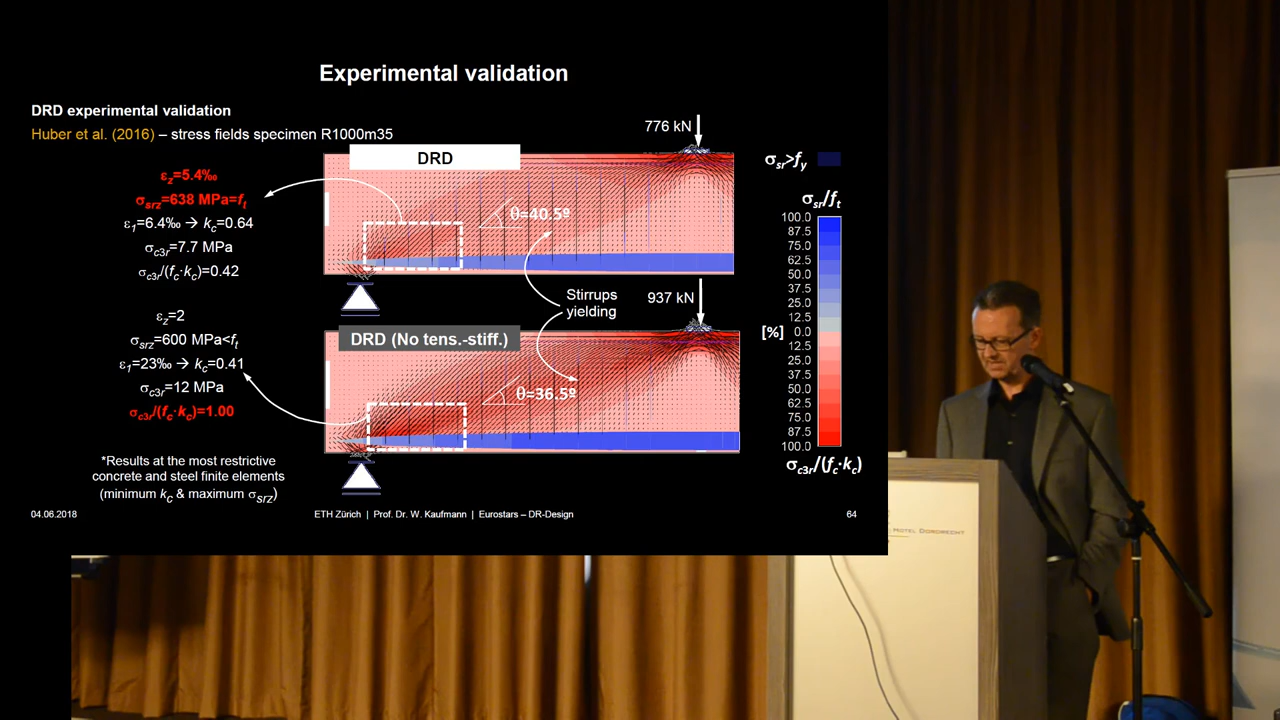 Experimental validation
DRD experimental validation
Huber et al. (2016) – stress fields specimen R1000m35
776 kN
DRD
σsr>fy
εz=5.4‰
σsrz=638 MPa=ft
ε1=6.4‰ → kc=0.64
σc3r=7.7 MPa
σc3r/(fc·kc)=0.42
θ=40.5º
σsr/ft
100.0
87.5
75.0
62.5
50.0
37.5
25.0
12.5
[%] 0.0
12.5
25.0
37.5
50.0
62.5
75.0
87.5
100.0
σc3r/(fc·kc)
Stirrups
yielding
937 kN
DRD (No tens.-stiff.)
εz=2
σsrz=600 MPa<ft
ε1=23‰ → kc=0.41
σc3r=12 MPa
σc3r/(fc·kc)=1.00
θ=36.5º
*Results at the most restrictive
concrete and steel finite elements
(minimum kc & maximum σsrz)
04.06.2018
ETH Zürich | Prof. Dr. W. Kaufmann | Eurostars – DR-Design
64
HOTEL DORDRECHT